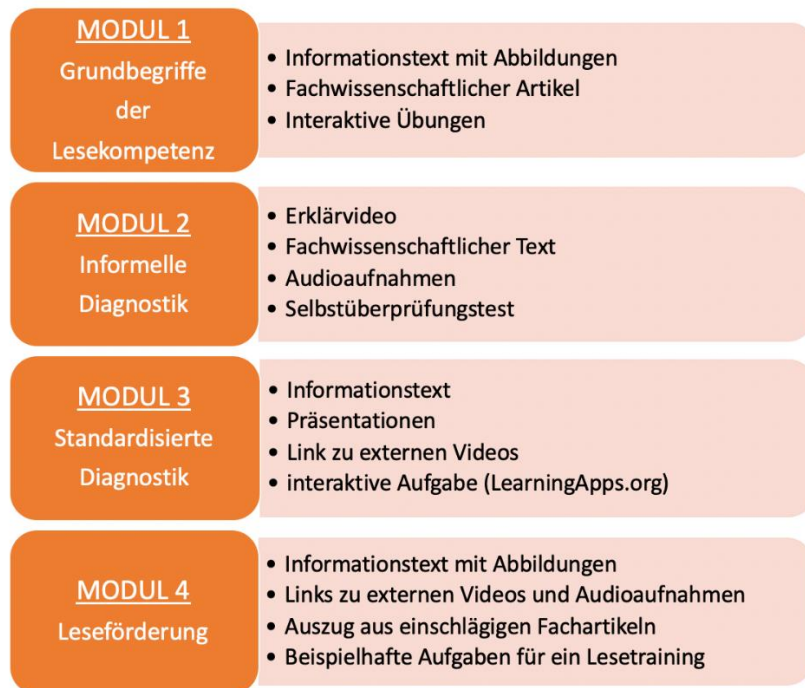 MODUL 1
Grundbegriffe
der
Lesekompetenz
• Informationstext mit Abbildungen
• Fachwissenschaftlicher Artikel
• Interaktive Übungen
MODUL 2
Informelle
Diagnostik
• Erklärvideo
• Fachwissenschaftlicher Text
• Audioaufnahmen
• Selbstüberprüfungstest
MODUL 3
Standardisierte
Diagnostik
• Informationstext
• Präsentationen
• Link zu externen Videos
• interaktive Aufgabe (LearningApps.org)
MODUL 4
Leseförderung
• Informationstext mit Abbildungen
• Links zu externen Videos und Audioaufnahmen
• Auszug aus einschlägigen Fachartikeln
• Beispielhafte Aufgaben für ein Lesetraining